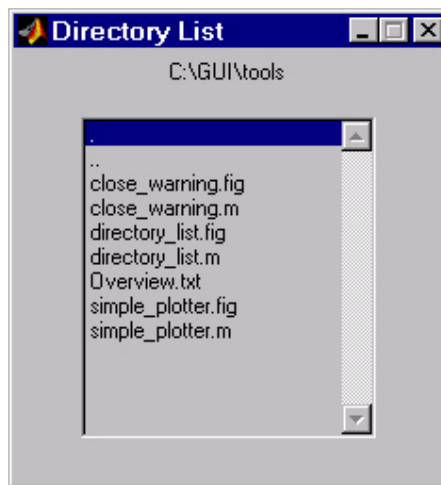 Directory List
C:\GUI\tools
.
..
close_warning.fig
close_warning.m
directory_list.fig
directory_list.m
Overview.txt
simple_plotter.fig
simple_plotter.m